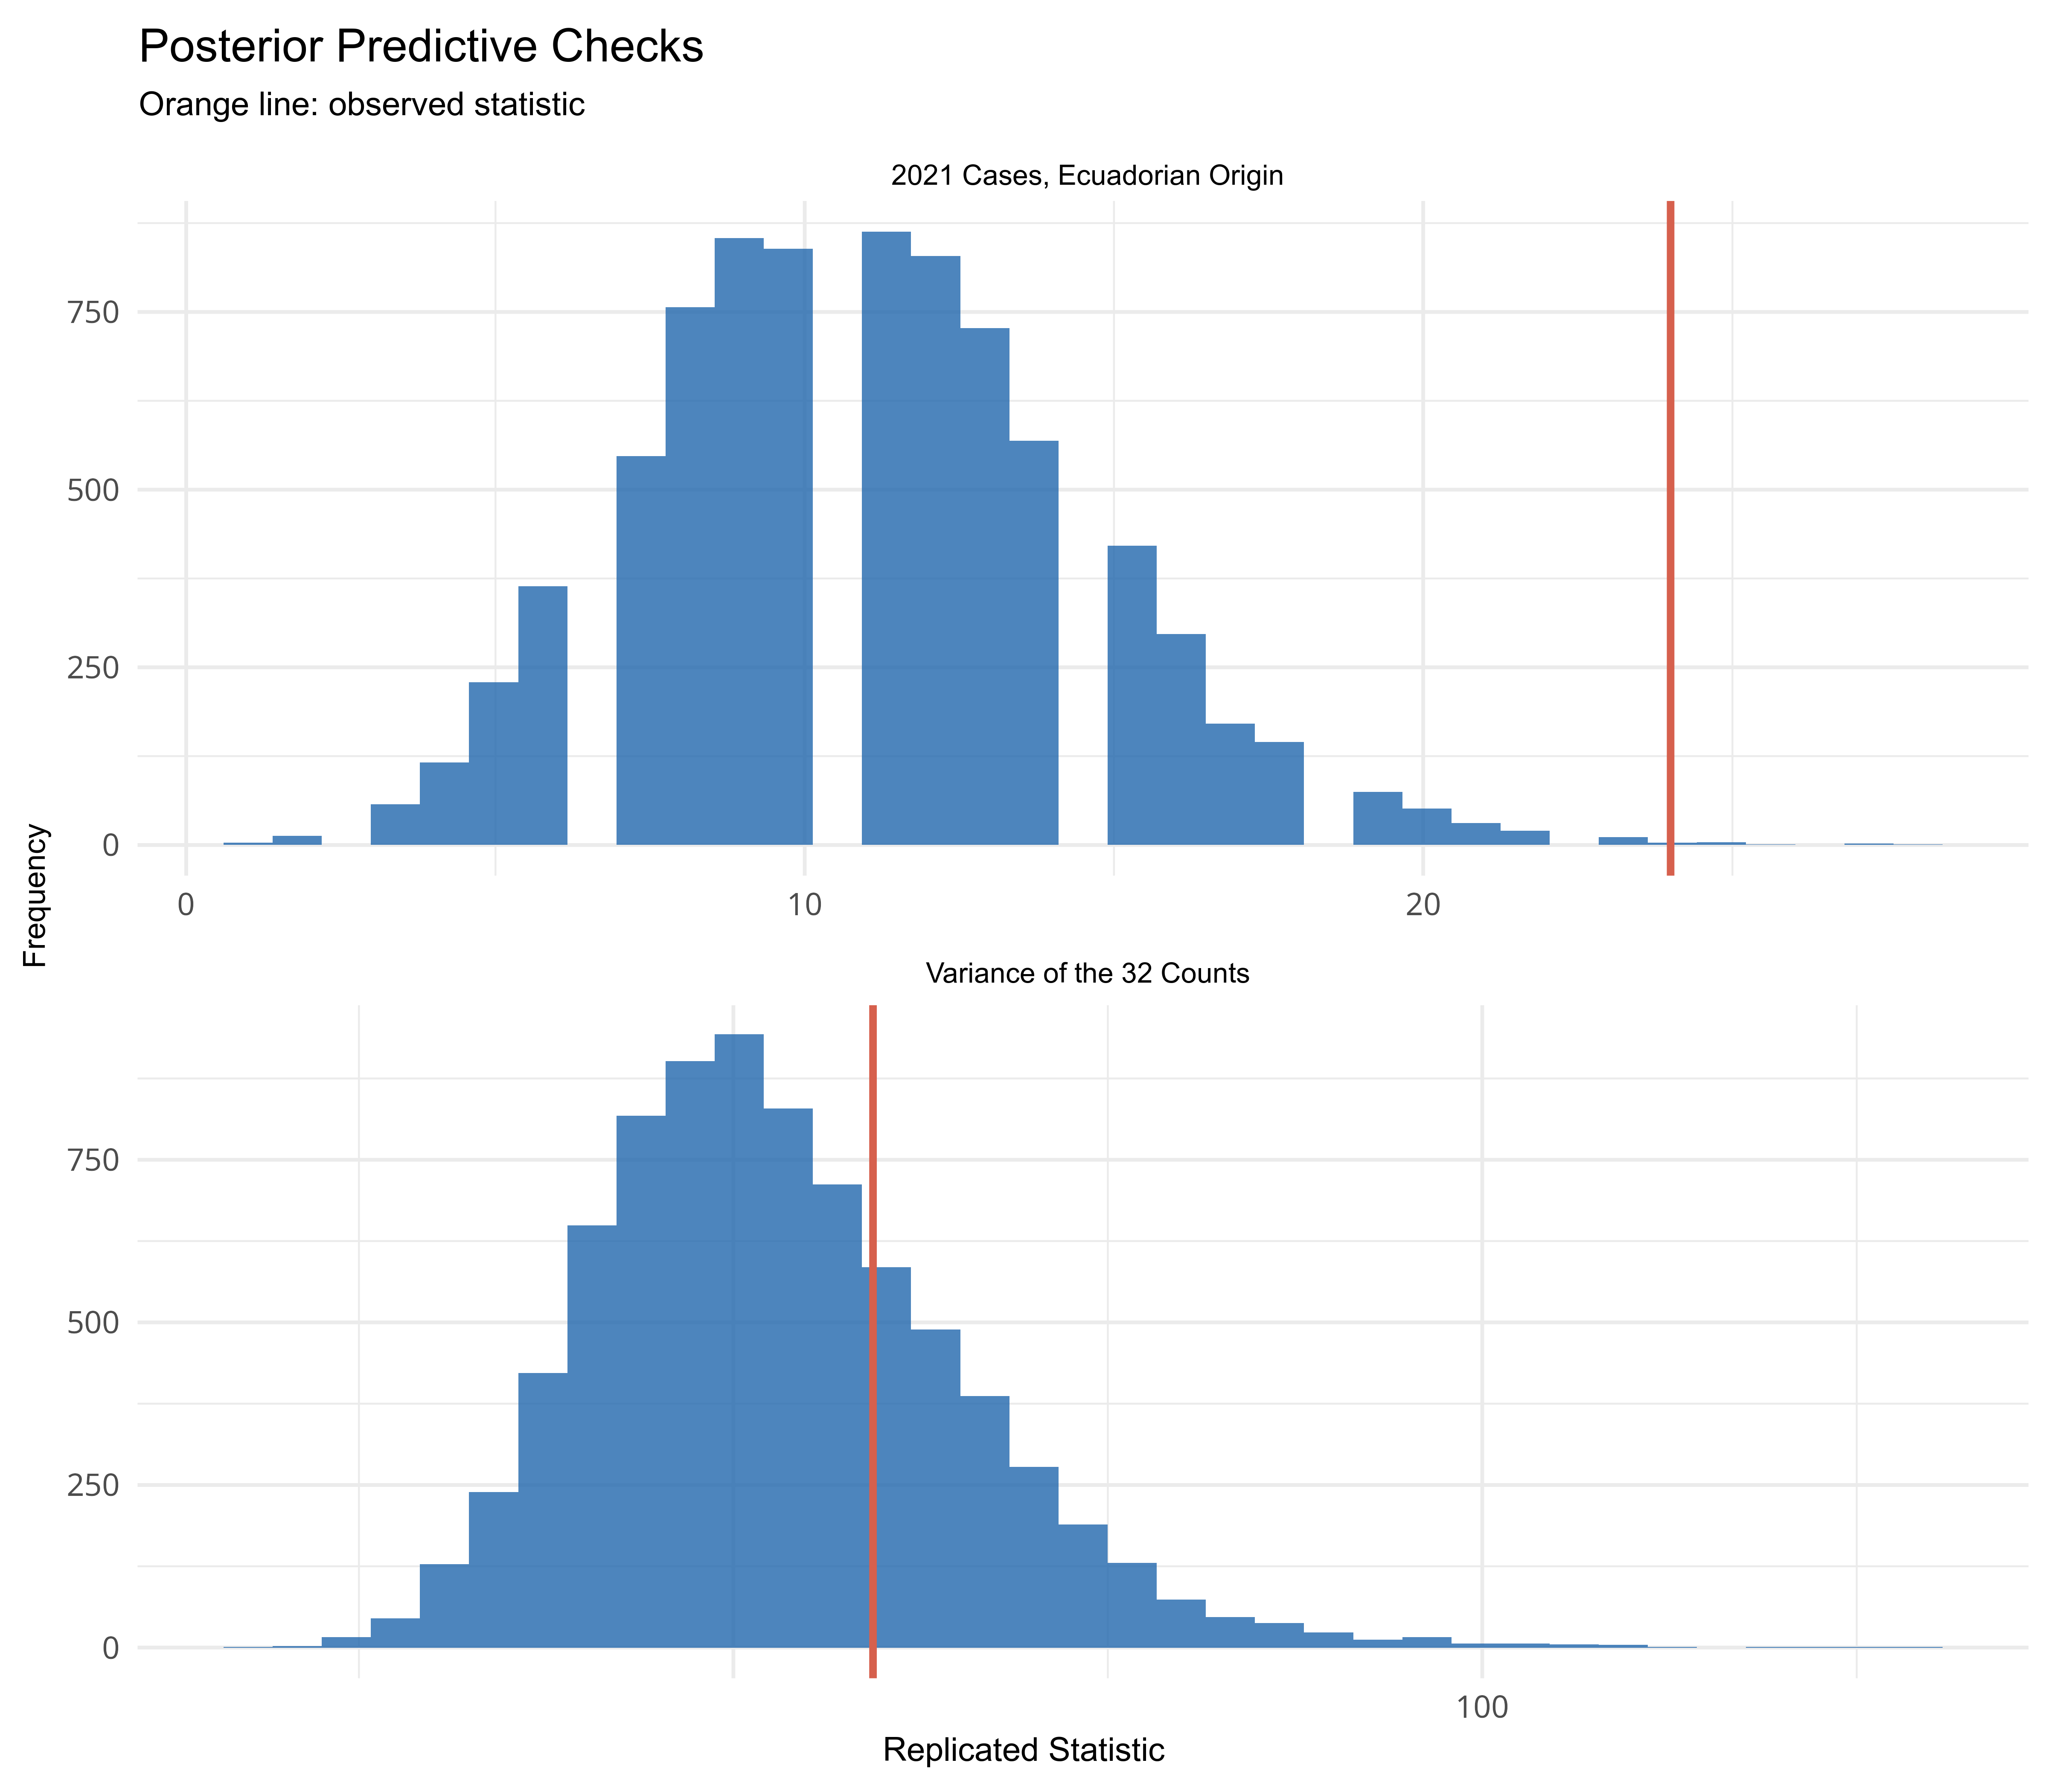 Posterior Predictive Checks
Orange line: observed statistic
2021 Cases, Ecuadorian Origin
750
500
250
0
0 10 20
Frequency
Variance of the 32 Counts
750
500
250
0
100
Replicated Statistic